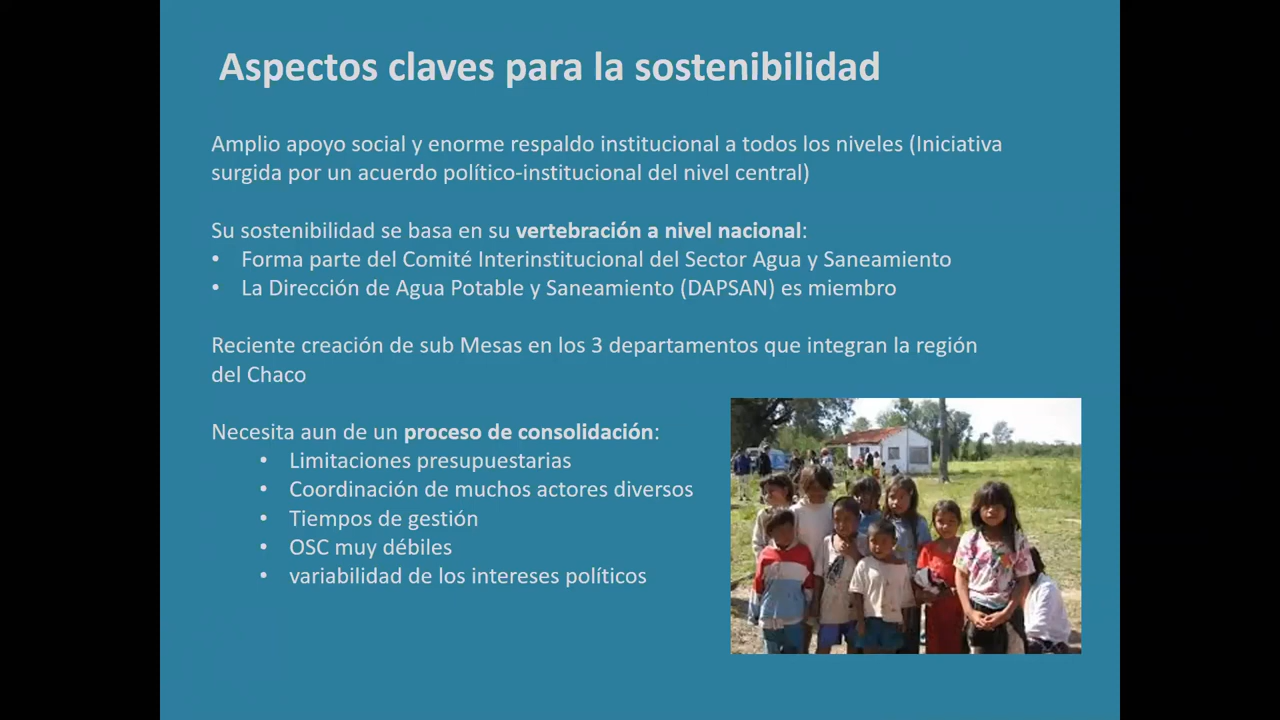 Aspectos claves para la sostenibilidad
Amplio apoyo social y enorme respaldo institucional a todos los niveles (Iniciativa
surgida por un acuerdo político-institucional del nivel central)
Su sostenibilidad se basa en su vertebración a nivel nacional:
• Forma parte del Comité Interinstitucional del Sector Agua y Saneamiento
• La Dirección de Agua Potable y Saneamiento (DAPSAN) es miembro
Reciente creación de sub Mesas en los 3 departamentos que integran la región
del Chaco
Necesita aun de un proceso de consolidación:
• Limitaciones presupuestarias
• Coordinación de muchos actores diversos
• Tiempos de gestión
• OSC muy débiles
• variabilidad de los intereses políticos